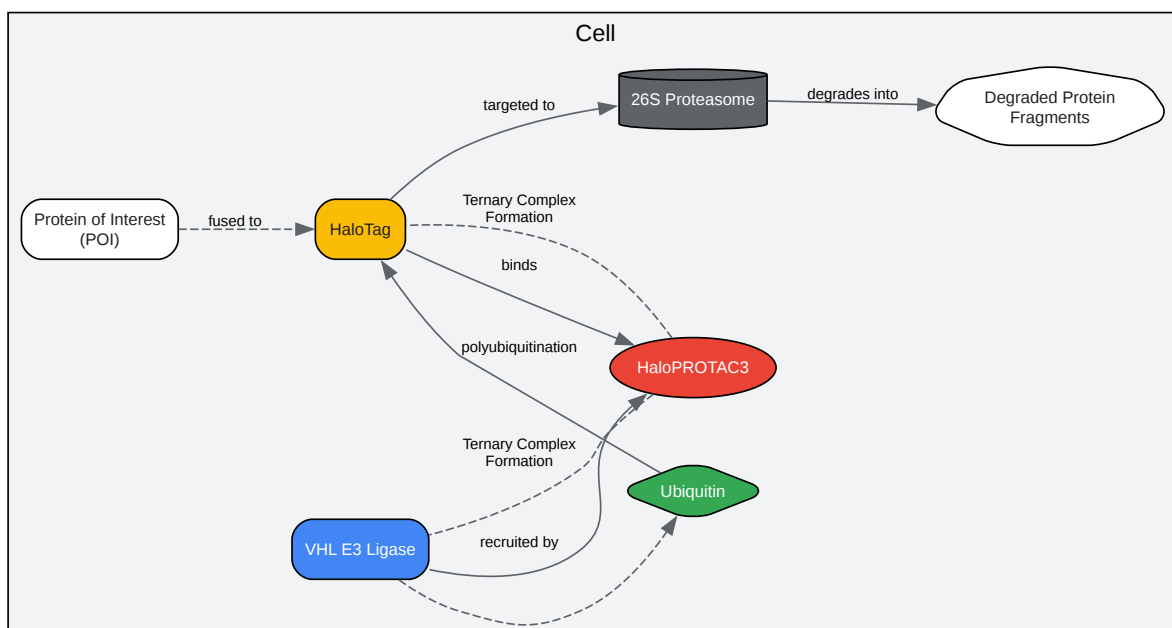 Cell
26S Proteasome
targeted to
degrades into
Degraded Protein
Fragments
Protein of Interest
(POI)
fused to
HaloTag
Ternary Complex
Formation
binds
polyubiquitination
HaloPROTAC3
Ternary Complex
Formation
Ubiquitin
VHL E3 Ligase
recruited by